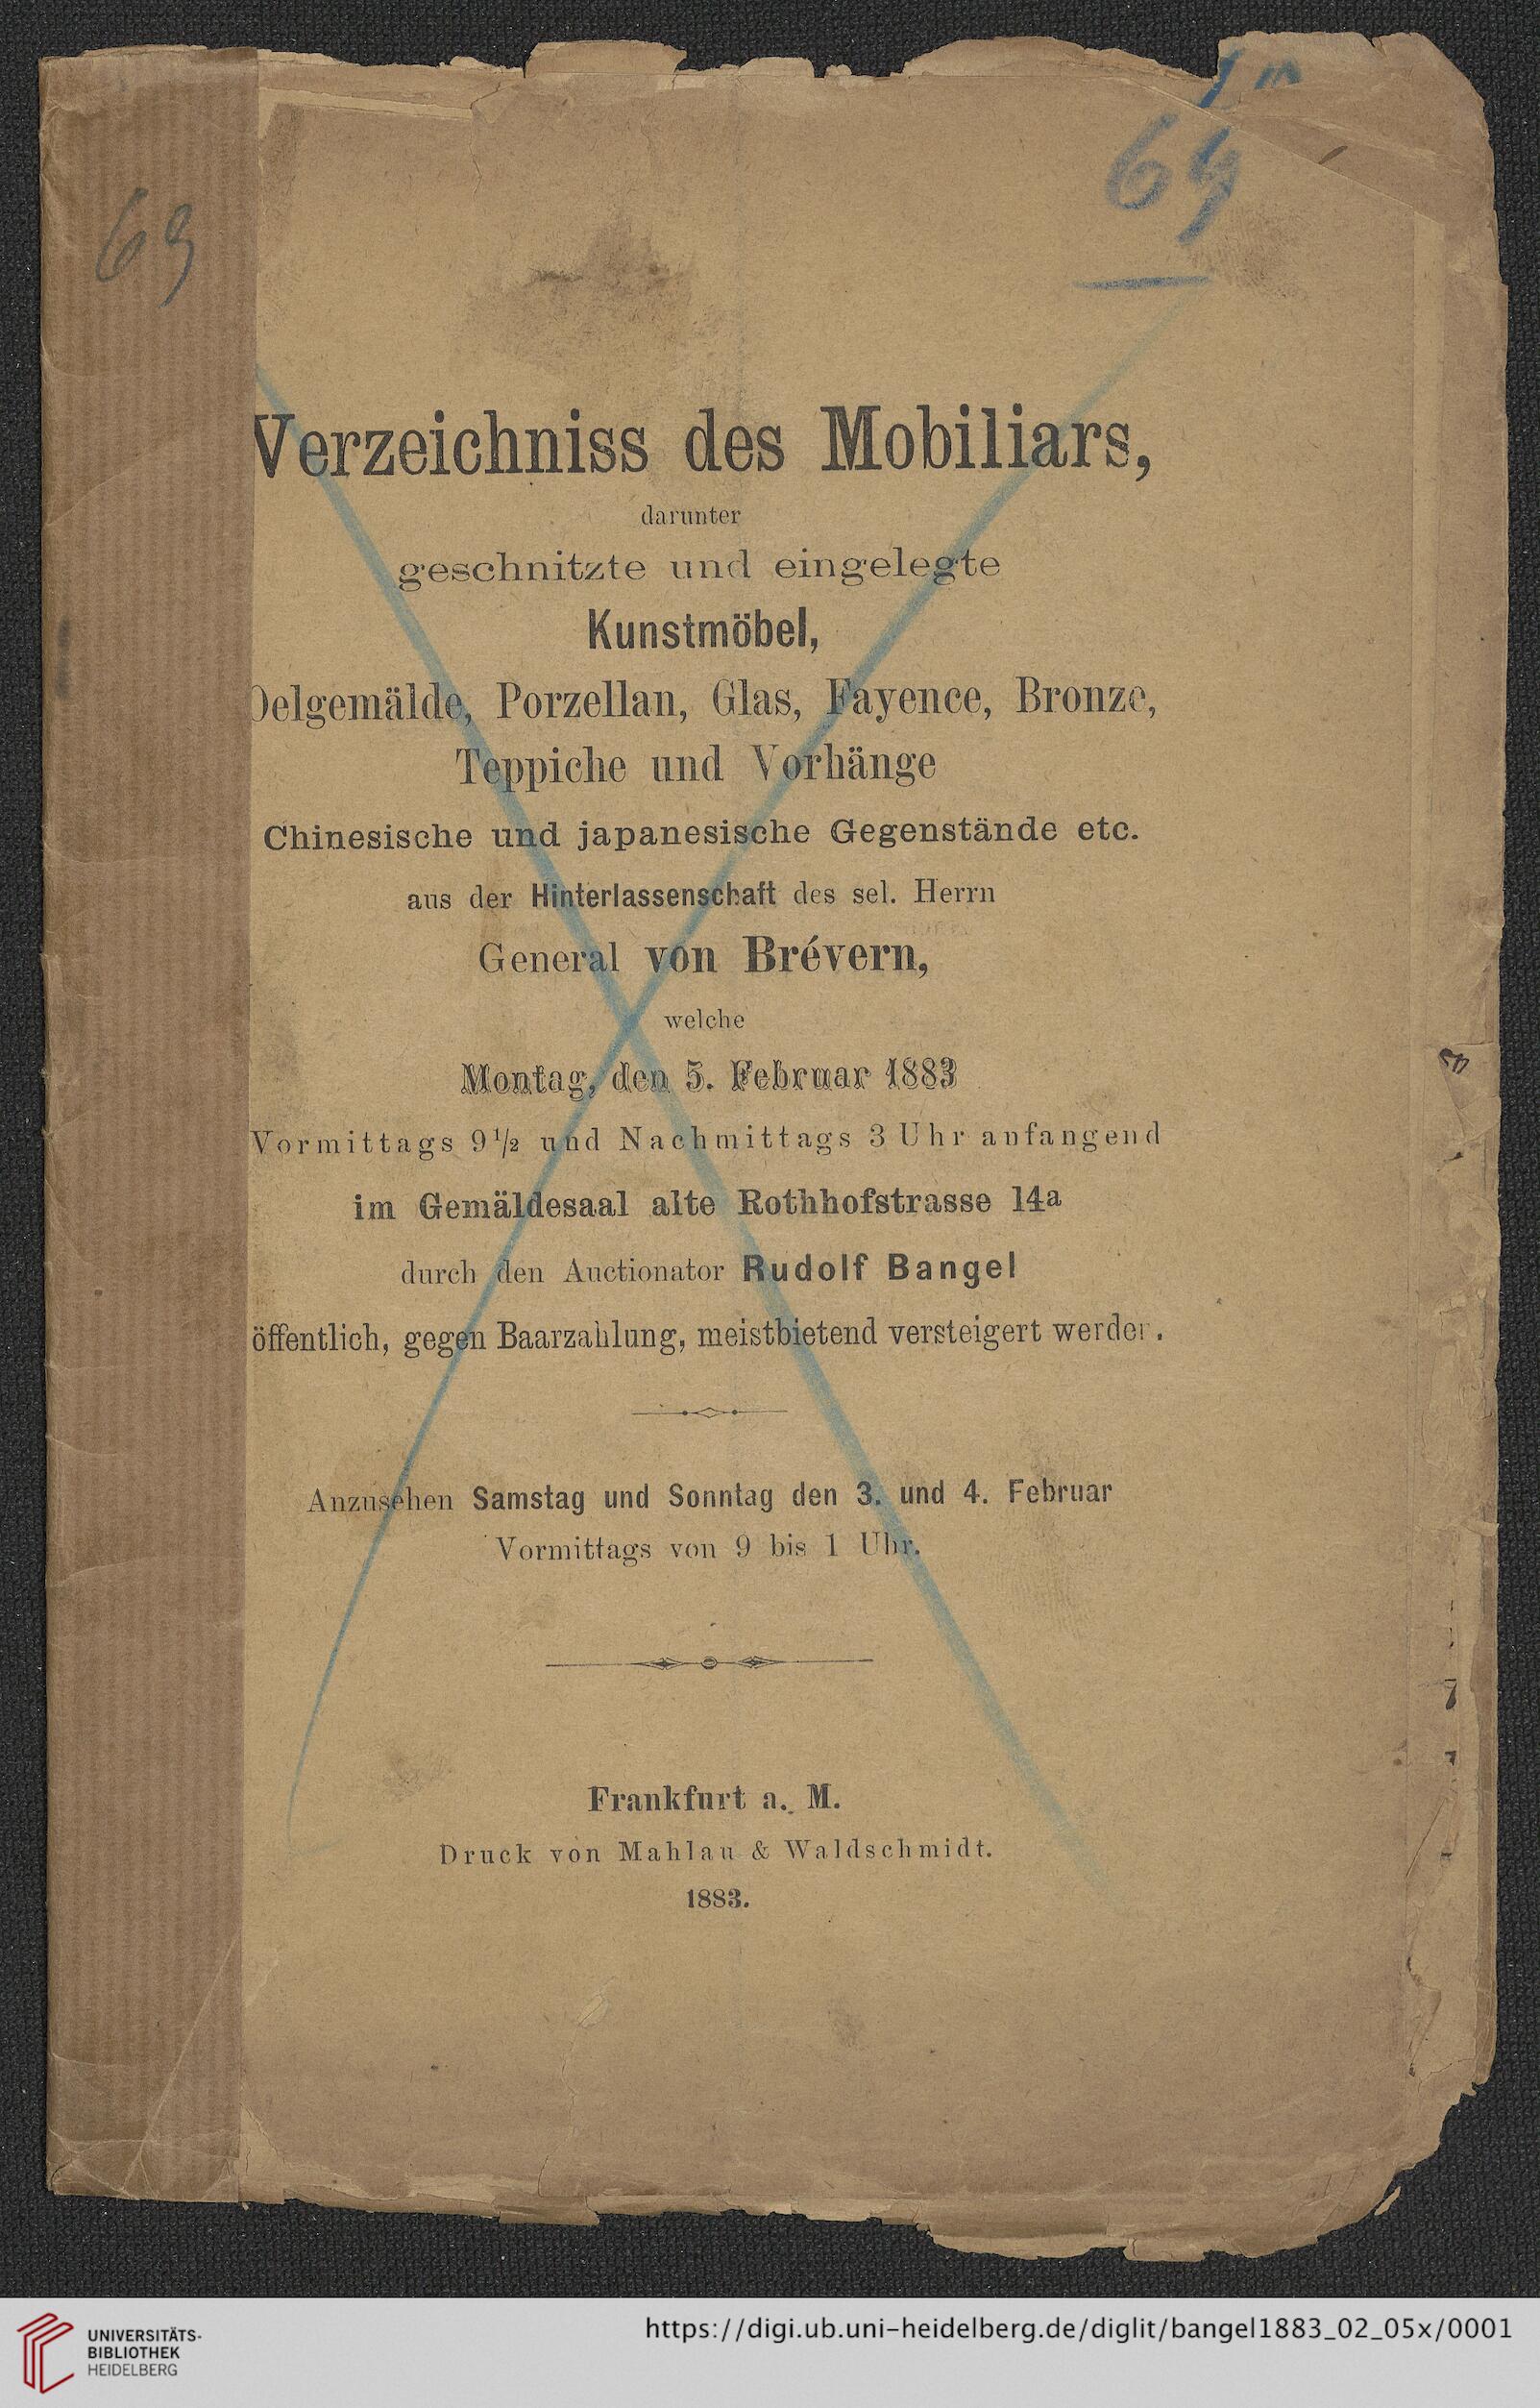 69
69
Verzeichniss des Mobiliars,
darunter
geschnitzte und eingelegte
Kunstmöbel,
Oelgemälde, Porzellan, Glas, Fayence, Bronze,
Teppiche und Vorhänge
Chinesische und japanesische Gegenstände etc.
aus der Hinterlassenschaft des sel. Herrn
General von Brévern,
welche
Montag, den 5. Februar 1883
Vormittags 9½ und Nachmittags 3 Uhr anfangend
im Gemäldesaal alte Rothhofstrasse 14a
durch den Auctionator Rudolf Bangel
öffentlich, gegen Baarzahlung, meistbietend versteigert werden.
Anzusehen Samstag und Sonntag den 3. und 4. Februar
Vormittags von 9 bis 1 Uhr.
Frankfurt a. M.
Druck von Mahlau & Waldschmidt.
1883.
UNIVERSITÄTS-
BIBLIOTHEK
HEIDELBERG
https://digi.ub.uni-heidelberg.de/diglit/bangel1883_02_05x/0001